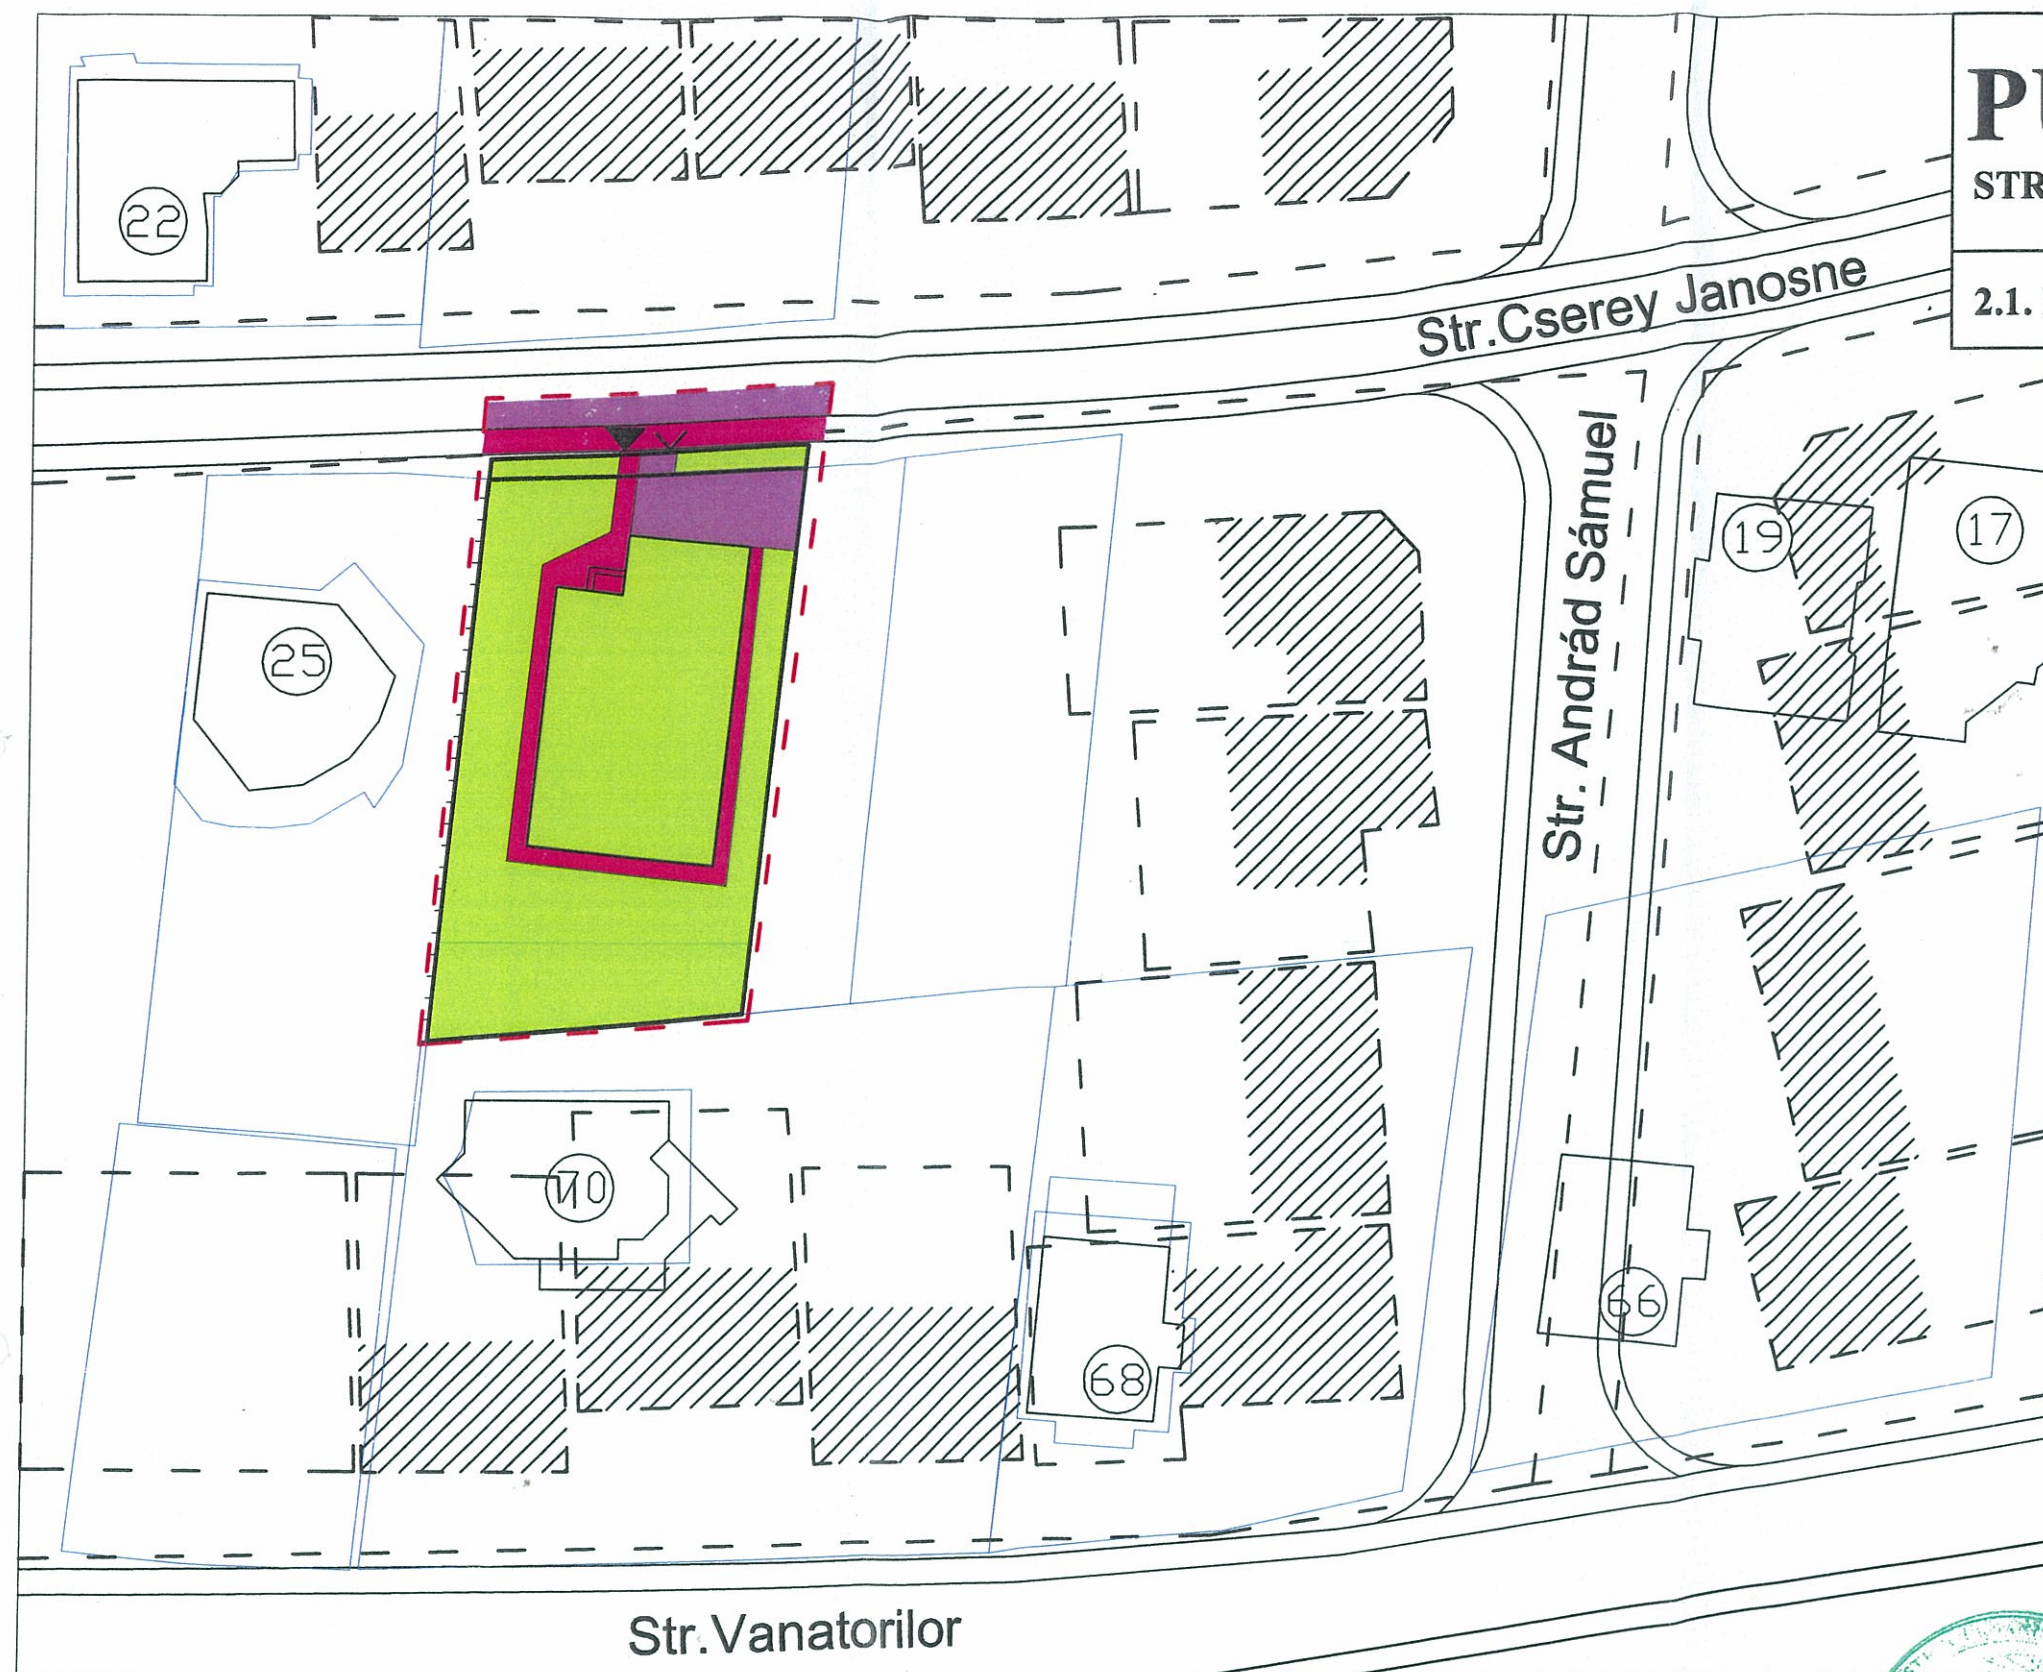 PU
STR
22
Str.Cserey Janosne
2.1.
19
17
Str. Andrád Sámuel
25
70
68
66
Str.Vanatorilor